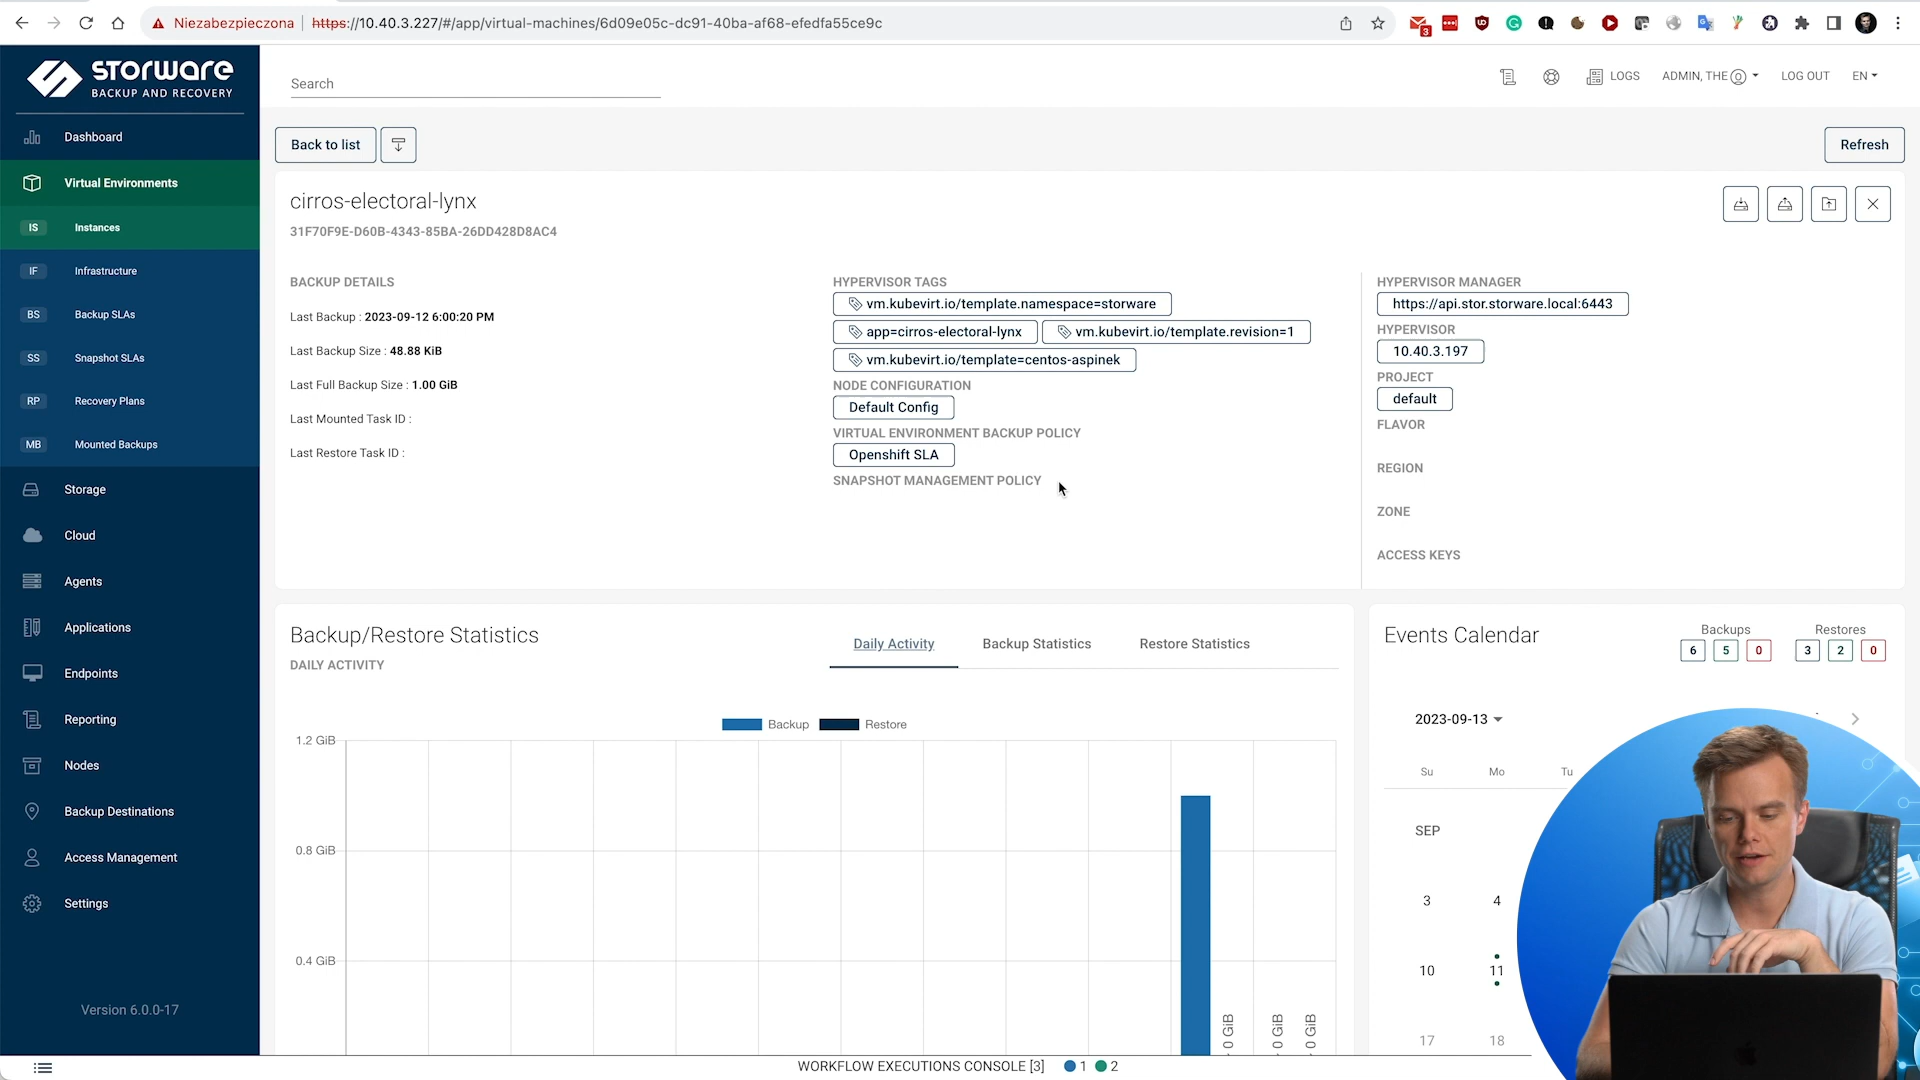 Niezabezpieczona
https://10.40.3.227/#/app/virtual-machines/6d09e05c-dc91-40ba-af68-efedfa55ce9c
3
STORWARE
BACKUP AND RECOVERY
Search
LOGS
ADMIN, THE
LOG OUT
EN
Dashboard
Virtual Environments
IS Instances
IF Infrastructure
BS Backup SLAs
SS Snapshot SLAs
RP Recovery Plans
MB Mounted Backups
Storage
Cloud
Agents
Applications
Endpoints
Reporting
Nodes
Backup Destinations
Access Management
Settings
Version 6.0.0-17
Back to list
Refresh
cirros-electoral-lynx
31F70F9E-D60B-4343-85BA-26DD428D8AC4
BACKUP DETAILS
Last Backup : 2023-09-12 6:00:20 PM
Last Backup Size : 48.88 KiB
Last Full Backup Size : 1.00 GiB
Last Mounted Task ID :
Last Restore Task ID :
HYPERVISOR TAGS
vm.kubevirt.io/template.namespace=storware
app=cirros-electoral-lynx vm.kubevirt.io/template.revision=1
vm.kubevirt.io/template=centos-aspinek
NODE CONFIGURATION
Default Config
VIRTUAL ENVIRONMENT BACKUP POLICY
Openshift SLA
SNAPSHOT MANAGEMENT POLICY
HYPERVISOR MANAGER
https://api.stor.storware.local:6443
HYPERVISOR
10.40.3.197
PROJECT
default
FLAVOR
REGION
ZONE
ACCESS KEYS
Backup/Restore Statistics
DAILY ACTIVITY
Daily Activity
Backup Statistics
Restore Statistics
Backup
Restore
1.2 GiB
0.8 GiB
0.4 GiB
0 GiB
0 GiB
0 GiB
Events Calendar
Backups
6 5 0
Restores
3 2 0
2023-09-13
Su Mo Tu
SEP
3 4
10 11
17 18
WORKFLOW EXECUTIONS CONSOLE [3] 1 2